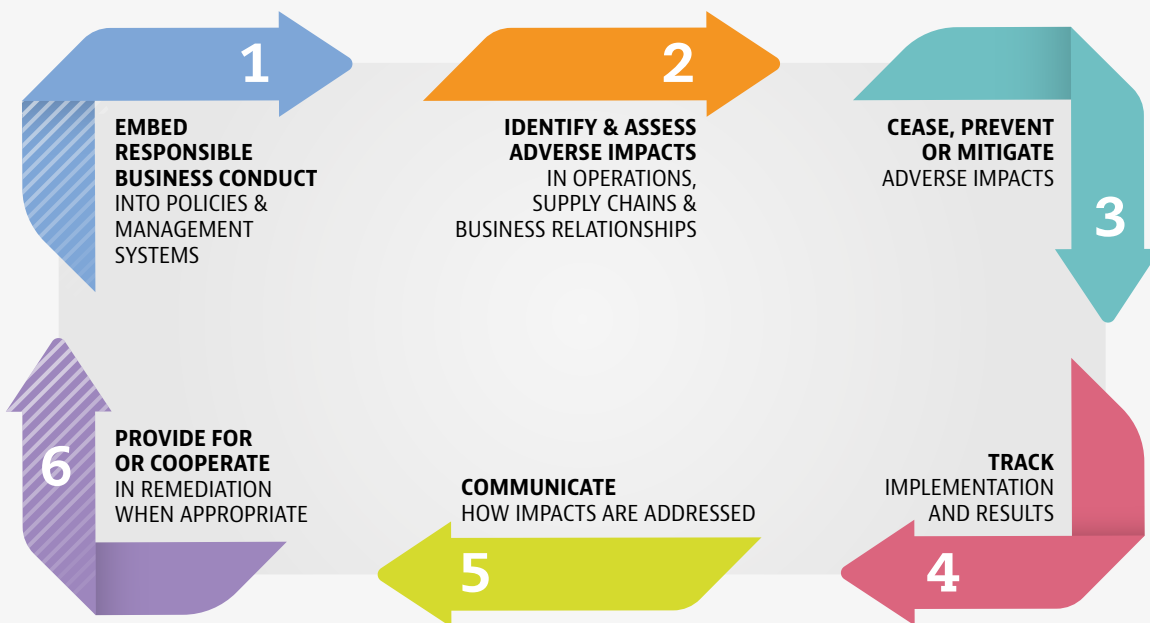 1
EMBED
RESPONSIBLE
BUSINESS CONDUCT
INTO POLICIES &
MANAGEMENT
SYSTEMS
2
IDENTIFY & ASSESS
ADVERSE IMPACTS
IN OPERATIONS,
SUPPLY CHAINS &
BUSINESS RELATIONSHIPS
3
CEASE, PREVENT
OR MITIGATE
ADVERSE IMPACTS
4
TRACK
IMPLEMENTATION
AND RESULTS
5
COMMUNICATE
HOW IMPACTS ARE ADDRESSED
6
PROVIDE FOR
OR COOPERATE
IN REMEDIATION
WHEN APPROPRIATE